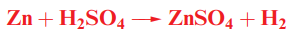 Zn + H₂SO₄ → ZnSO₄ + H₂